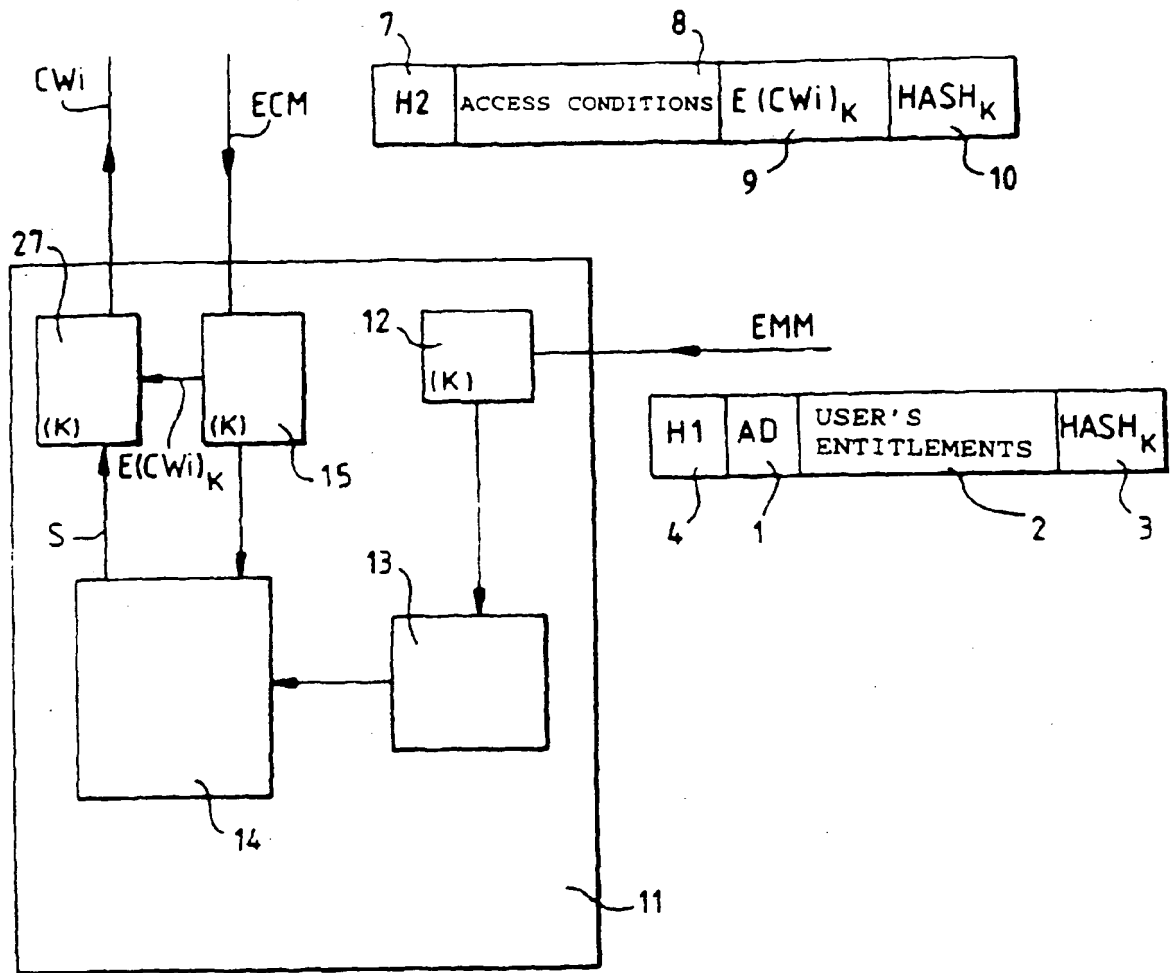 7
8
H2 ACCESS CONDITIONS E(CWi)K HASHK
9
10
CWi
ECM
27
(K)
(K)
E(CWi)K
15
12
(K)
EMM
H1 AD USER'S ENTITLEMENTS HASHK
4
1
2
3
S
13
14
11